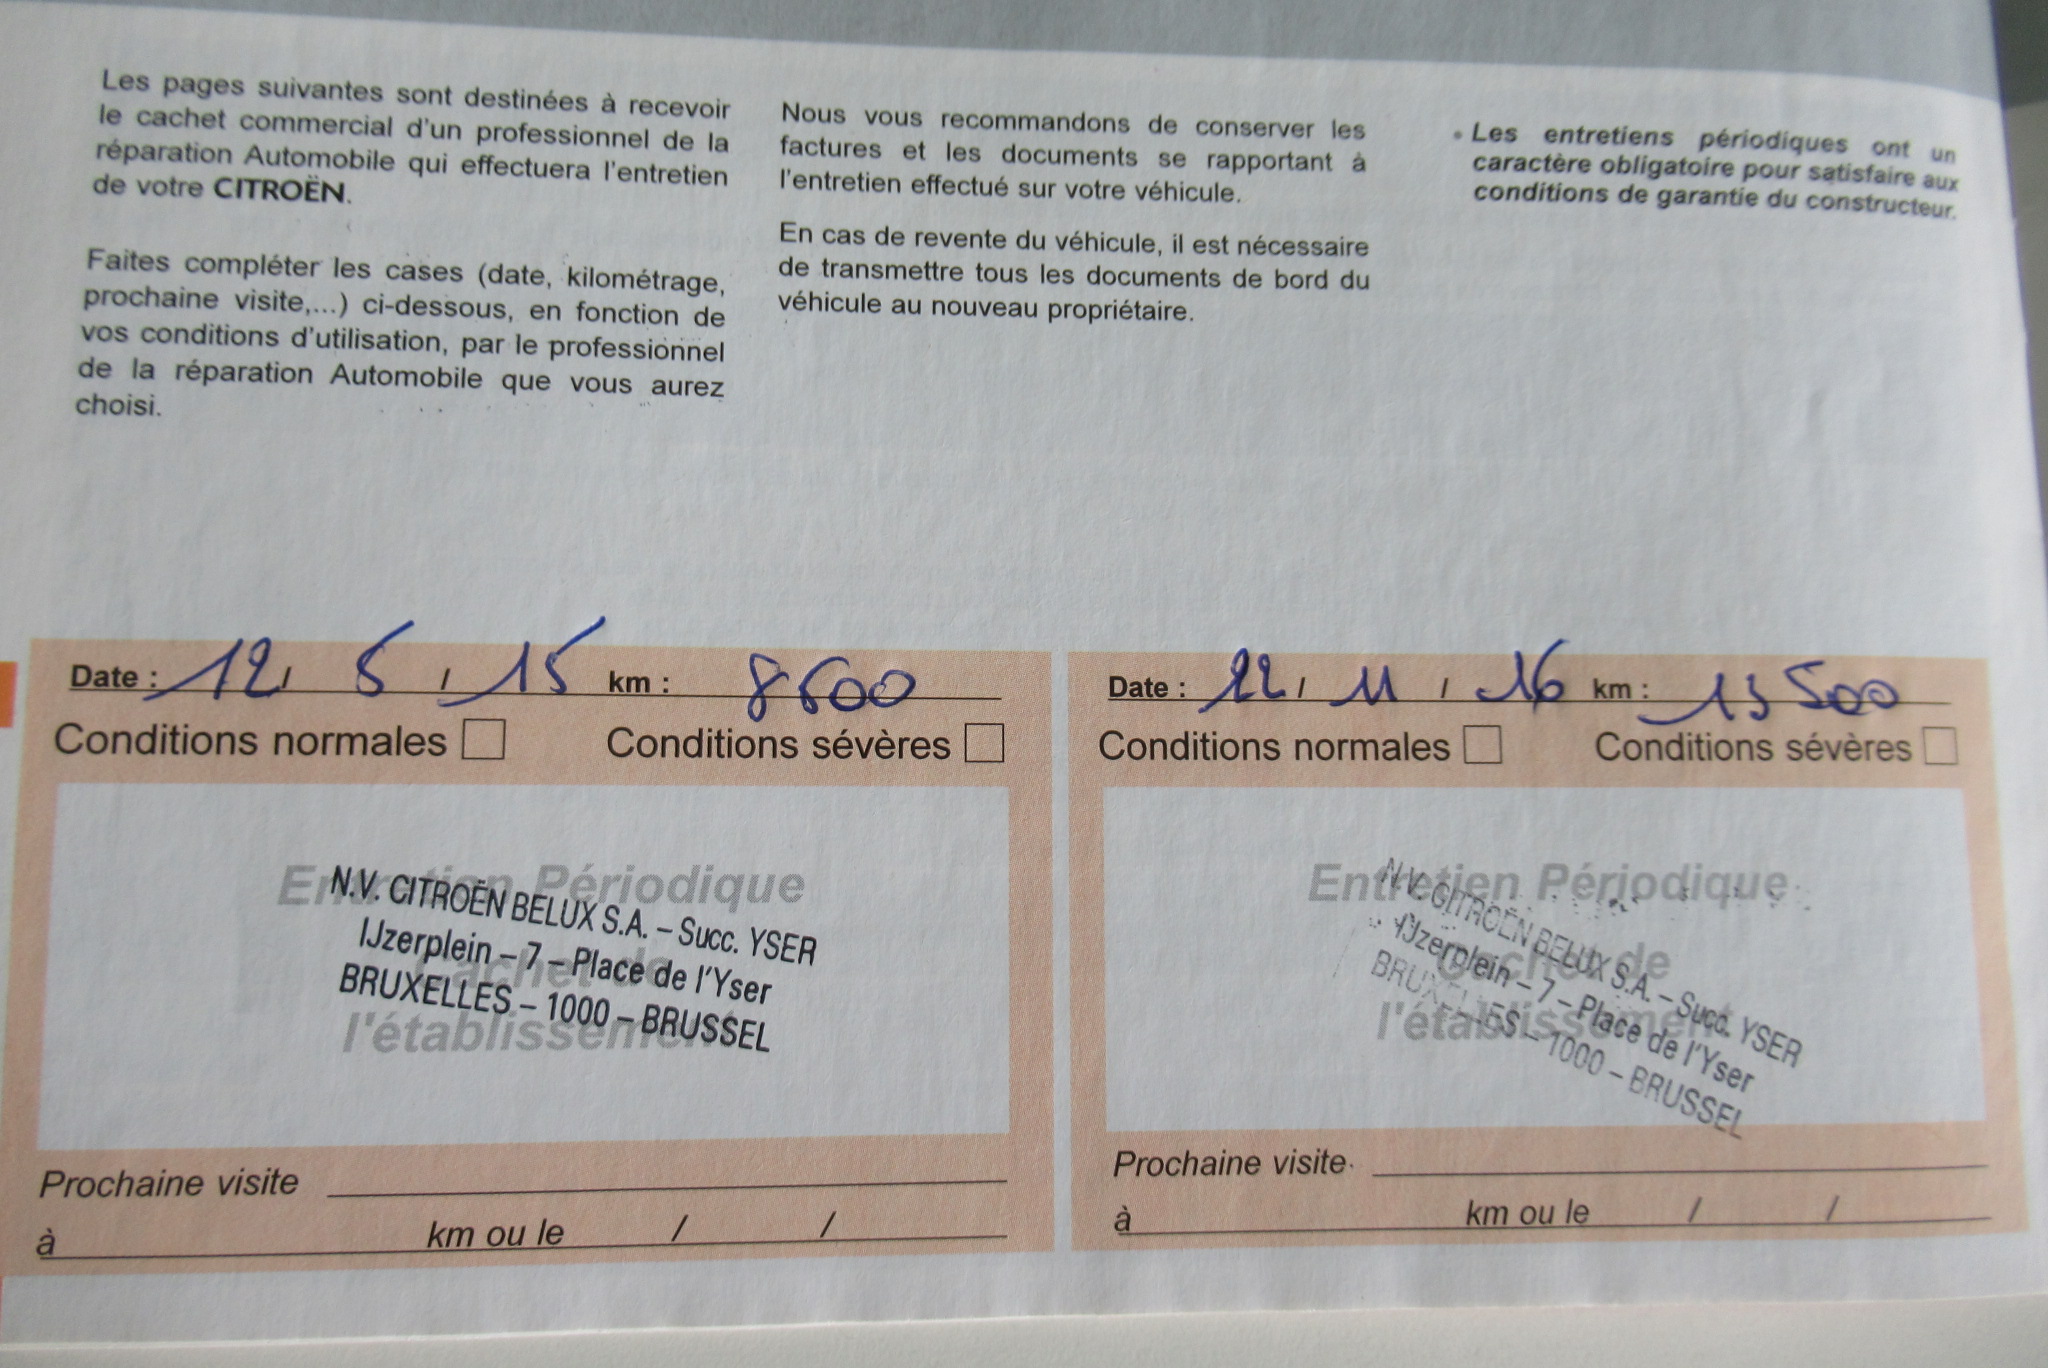 Les pages suivantes sont destinées à recevoir
le cachet commercial d'un professionnel de la
réparation Automobile qui effectuera l'entretien
de votre CITROËN.
Faites compléter les cases (date, kilométrage,
prochaine visite,...) ci-dessous, en fonction de
vos conditions d'utilisation, par le professionnel
de la réparation Automobile que vous aurez
choisi.
Nous vous recommandons de conserver les
factures et les documents se rapportant à
l'entretien effectué sur votre véhicule.
En cas de revente du véhicule, il est nécessaire
de transmettre tous les documents de bord du
véhicule au nouveau propriétaire.
• Les entretiens périodiques ont un
caractère obligatoire pour satisfaire aux
conditions de garantie du constructeur.
Date : 12 / 5 / 15 km : 8600
Conditions normales Conditions sévères
Entretien Périodique
Cachet de
l'établissement
N.V. CITROËN BELUX S.A. – Succ. YSER
IJzerplein – 7 – Place de l'Yser
BRUXELLES – 1000 – BRUSSEL
Prochaine visite
à km ou le / /
Date : 22 / 11 / 16 km : 13 500
Conditions normales Conditions sévères
Entretien Périodique
Cachet de
l'établissement
N.V. CITROËN BELUX S.A. – Succ. YSER
IJzerplein – 7 – Place de l'Yser
BRUXELLES – 1000 – BRUSSEL
Prochaine visite
à km ou le / /